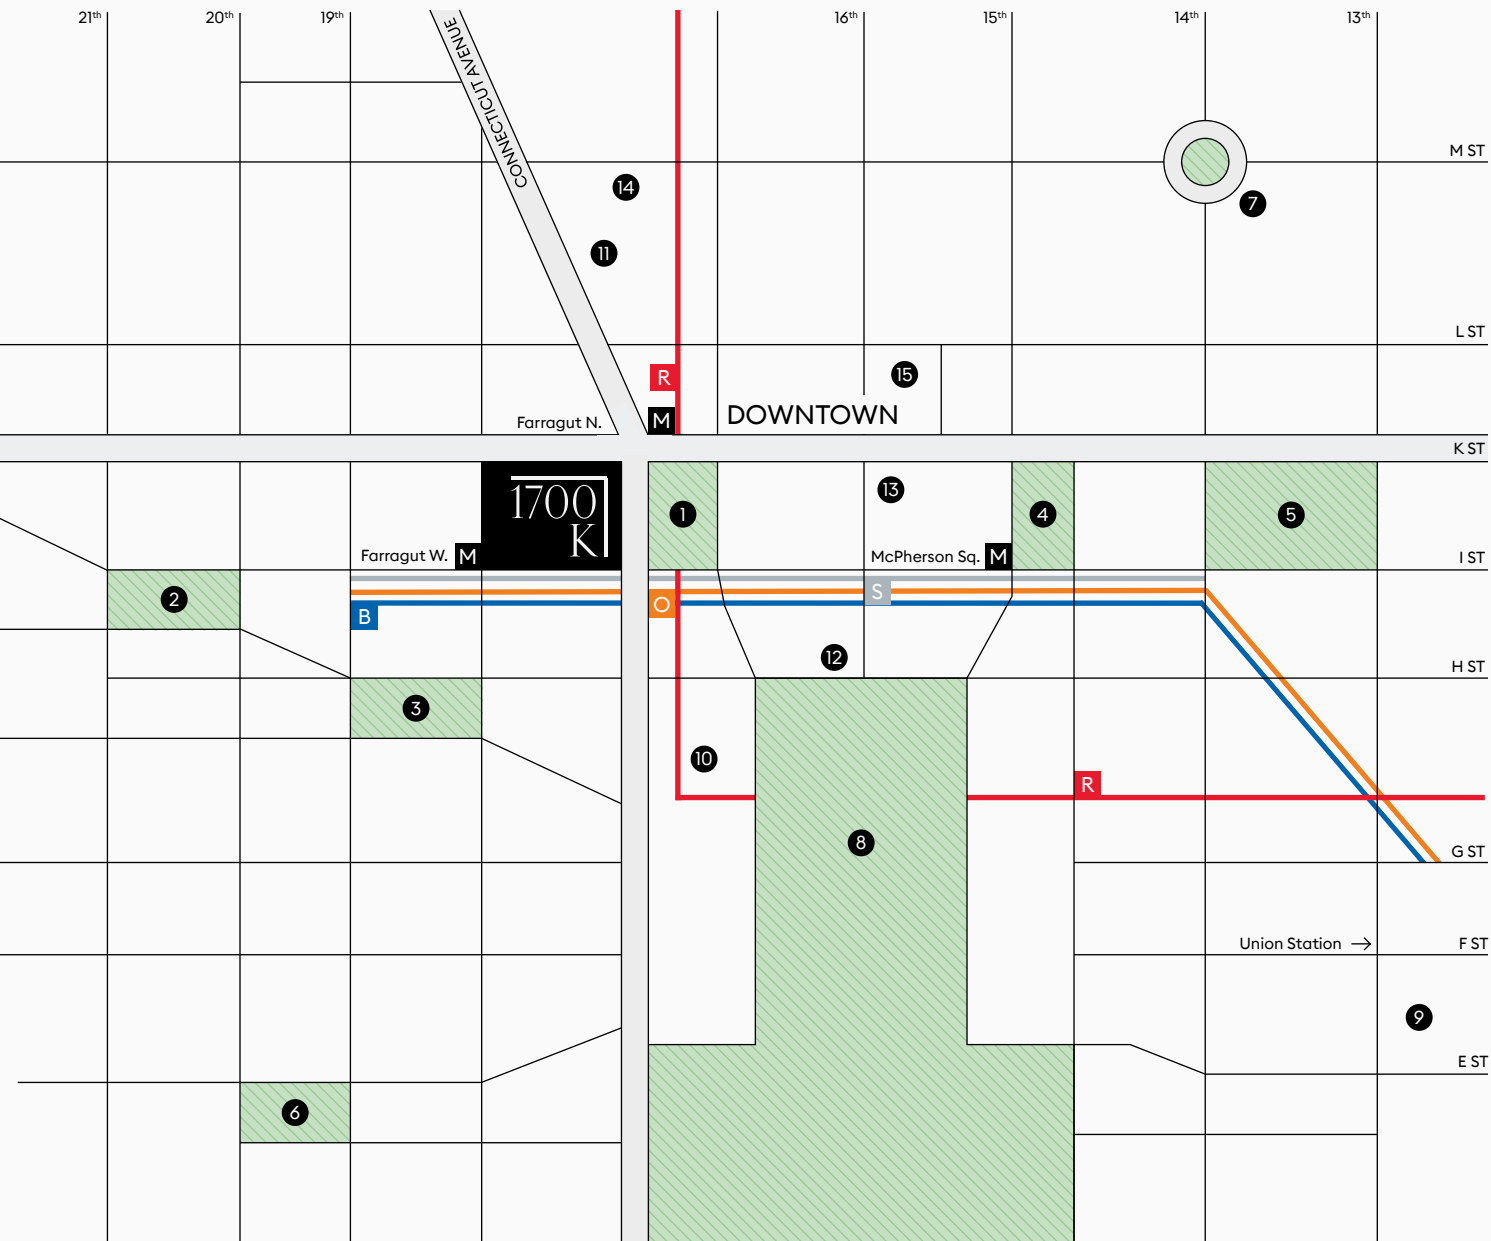 21th
20th
19th
16th
15th
14th
13th
CONNECTICUT AVENUE
M ST
14
7
11
L ST
R
15
Farragut N.
M
DOWNTOWN
K ST
1700
K
1
13
4
5
Farragut W.
M
McPherson Sq.
M
I ST
2
B
O
S
12
H ST
3
10
R
8
G ST
Union Station →
F ST
9
E ST
6